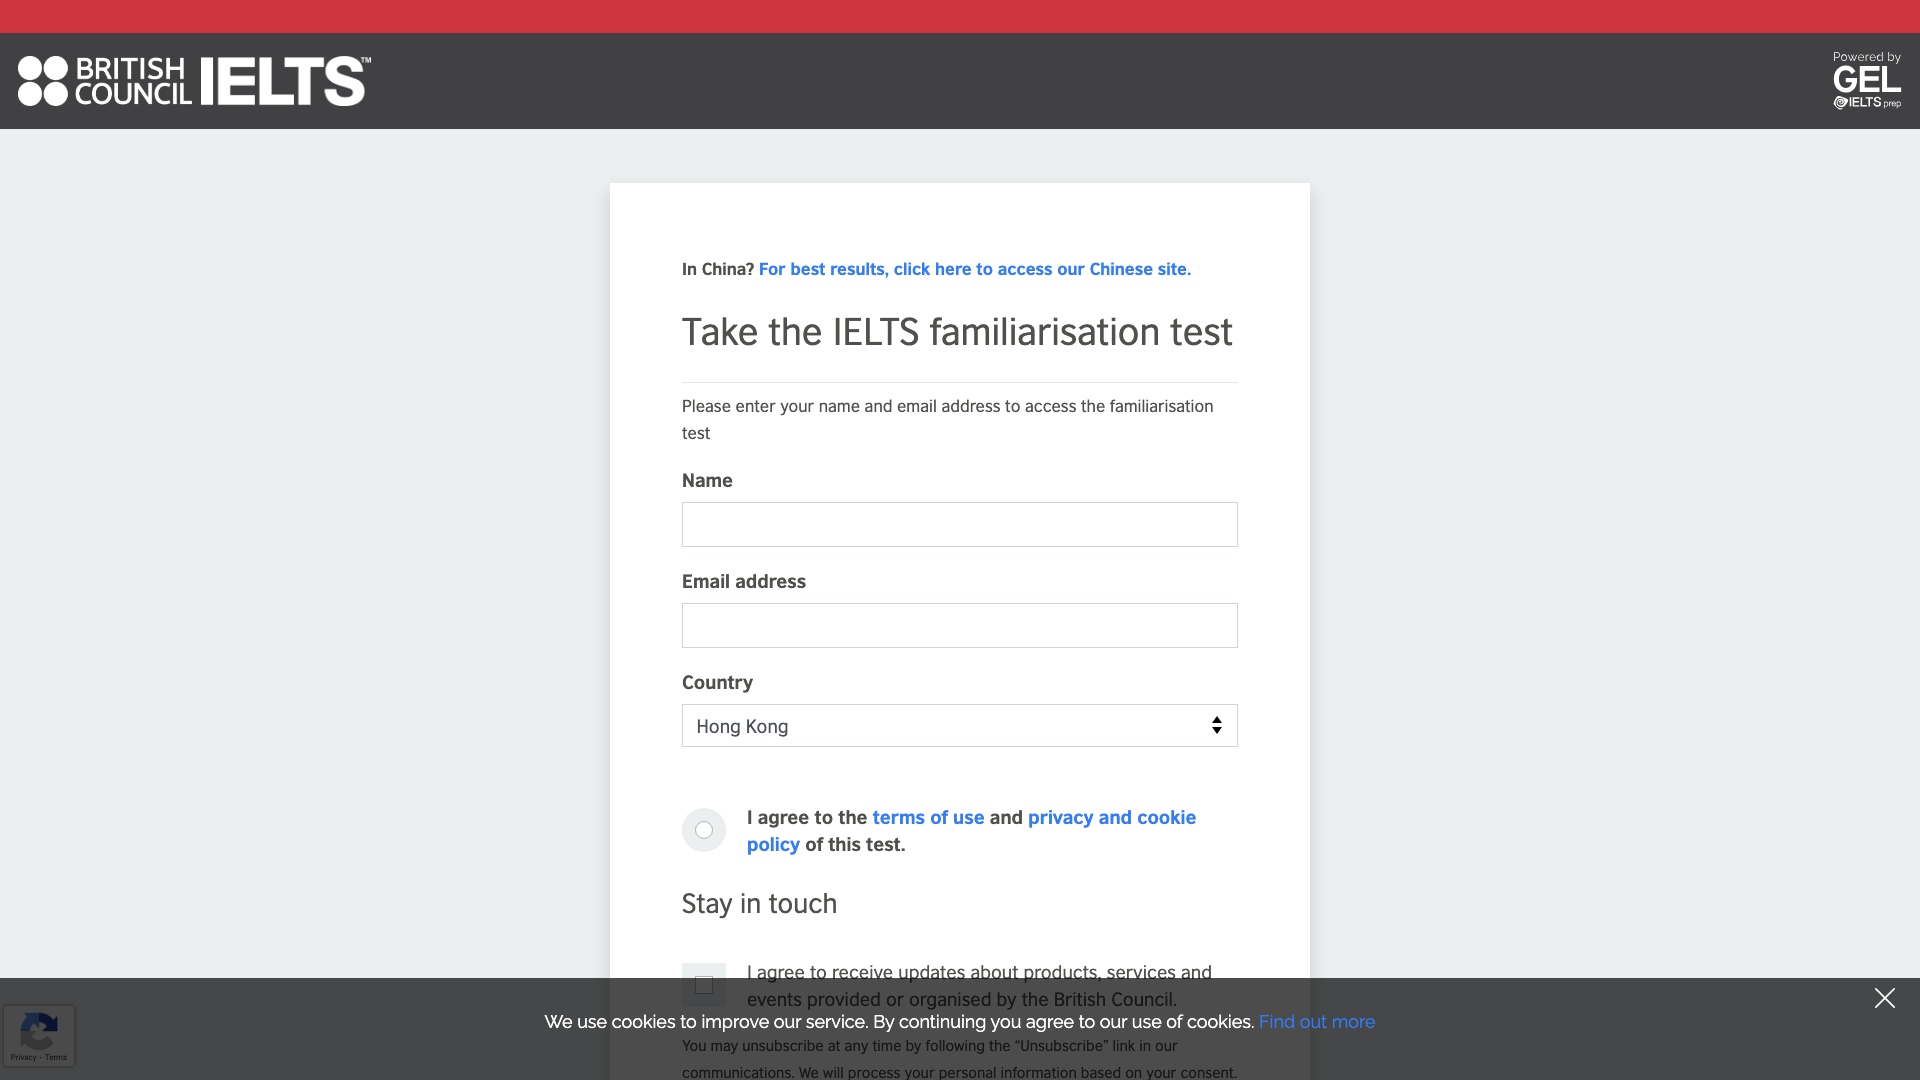 BRITISH
COUNCIL
IELTS™
Powered by
GEL
IELTS prep
In China? For best results, click here to access our Chinese site.
Take the IELTS familiarisation test
Please enter your name and email address to access the familiarisation
test
Name
Email address
Country
Hong Kong
I agree to the terms of use and privacy and cookie
policy of this test.
Stay in touch
I agree to receive updates about products, services and
events provided or organised by the British Council.
We use cookies to improve our service. By continuing you agree to our use of cookies. Find out more
You may unsubscribe at any time by following the “Unsubscribe” link in our
communications. We will process your personal information based on your consent.
Privacy - Terms